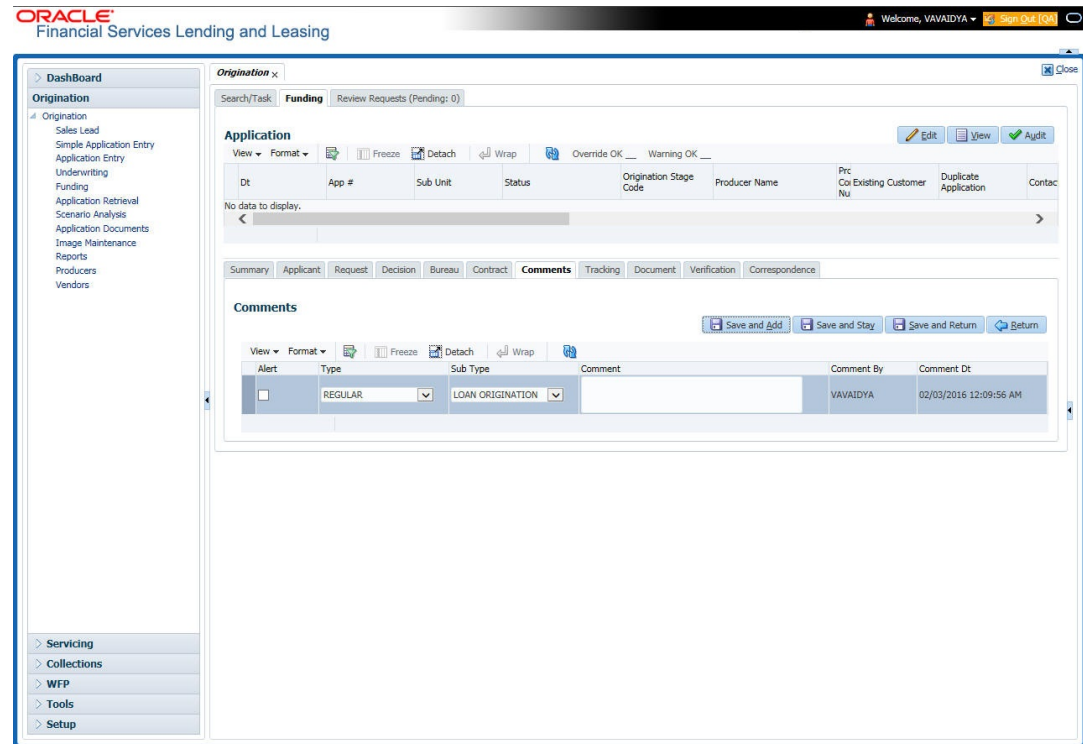 ORACLE
Financial Services Lending and Leasing
Welcome, VAVAIDYA
Sign Out [QA]
Close
DashBoard
Origination
Origination
Sales Lead
Simple Application Entry
Application Entry
Underwriting
Funding
Application Retrieval
Scenario Analysis
Application Documents
Image Maintenance
Reports
Producers
Vendors
Servicing
Collections
WFP
Tools
Setup
Origination x
Search/Task Funding Review Requests (Pending: 0)
Application
Edit View Audit
View Format Freeze Detach Wrap Override OK __ Warning OK __
Dt App # Sub Unit Status Origination Stage Code Producer Name Prc Coi Nu Existing Customer Duplicate Application Contac
No data to display.
Summary Applicant Request Decision Bureau Contract Comments Tracking Document Verification Correspondence
Comments
Save and Add Save and Stay Save and Return Return
View Format Freeze Detach Wrap
Alert Type Sub Type Comment Comment By Comment Dt
REGULAR LOAN ORIGINATION VAVAIDYA 02/03/2016 12:09:56 AM